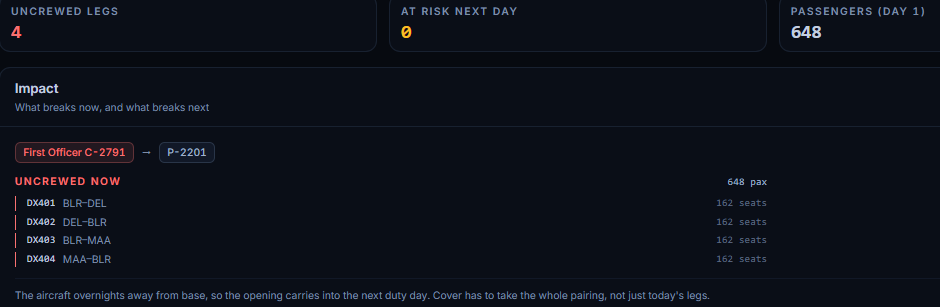 UNCREWED LEGS
4
AT RISK NEXT DAY
0
PASSENGERS (DAY 1)
648
Impact
What breaks now, and what breaks next
First Officer C-2791 → P-2201
UNCREWED NOW 648 pax
DX401 BLR–DEL 162 seats
DX402 DEL–BLR 162 seats
DX403 BLR–MAA 162 seats
DX404 MAA–BLR 162 seats
The aircraft overnights away from base, so the opening carries into the next duty day. Cover has to take the whole pairing, not just today's legs.